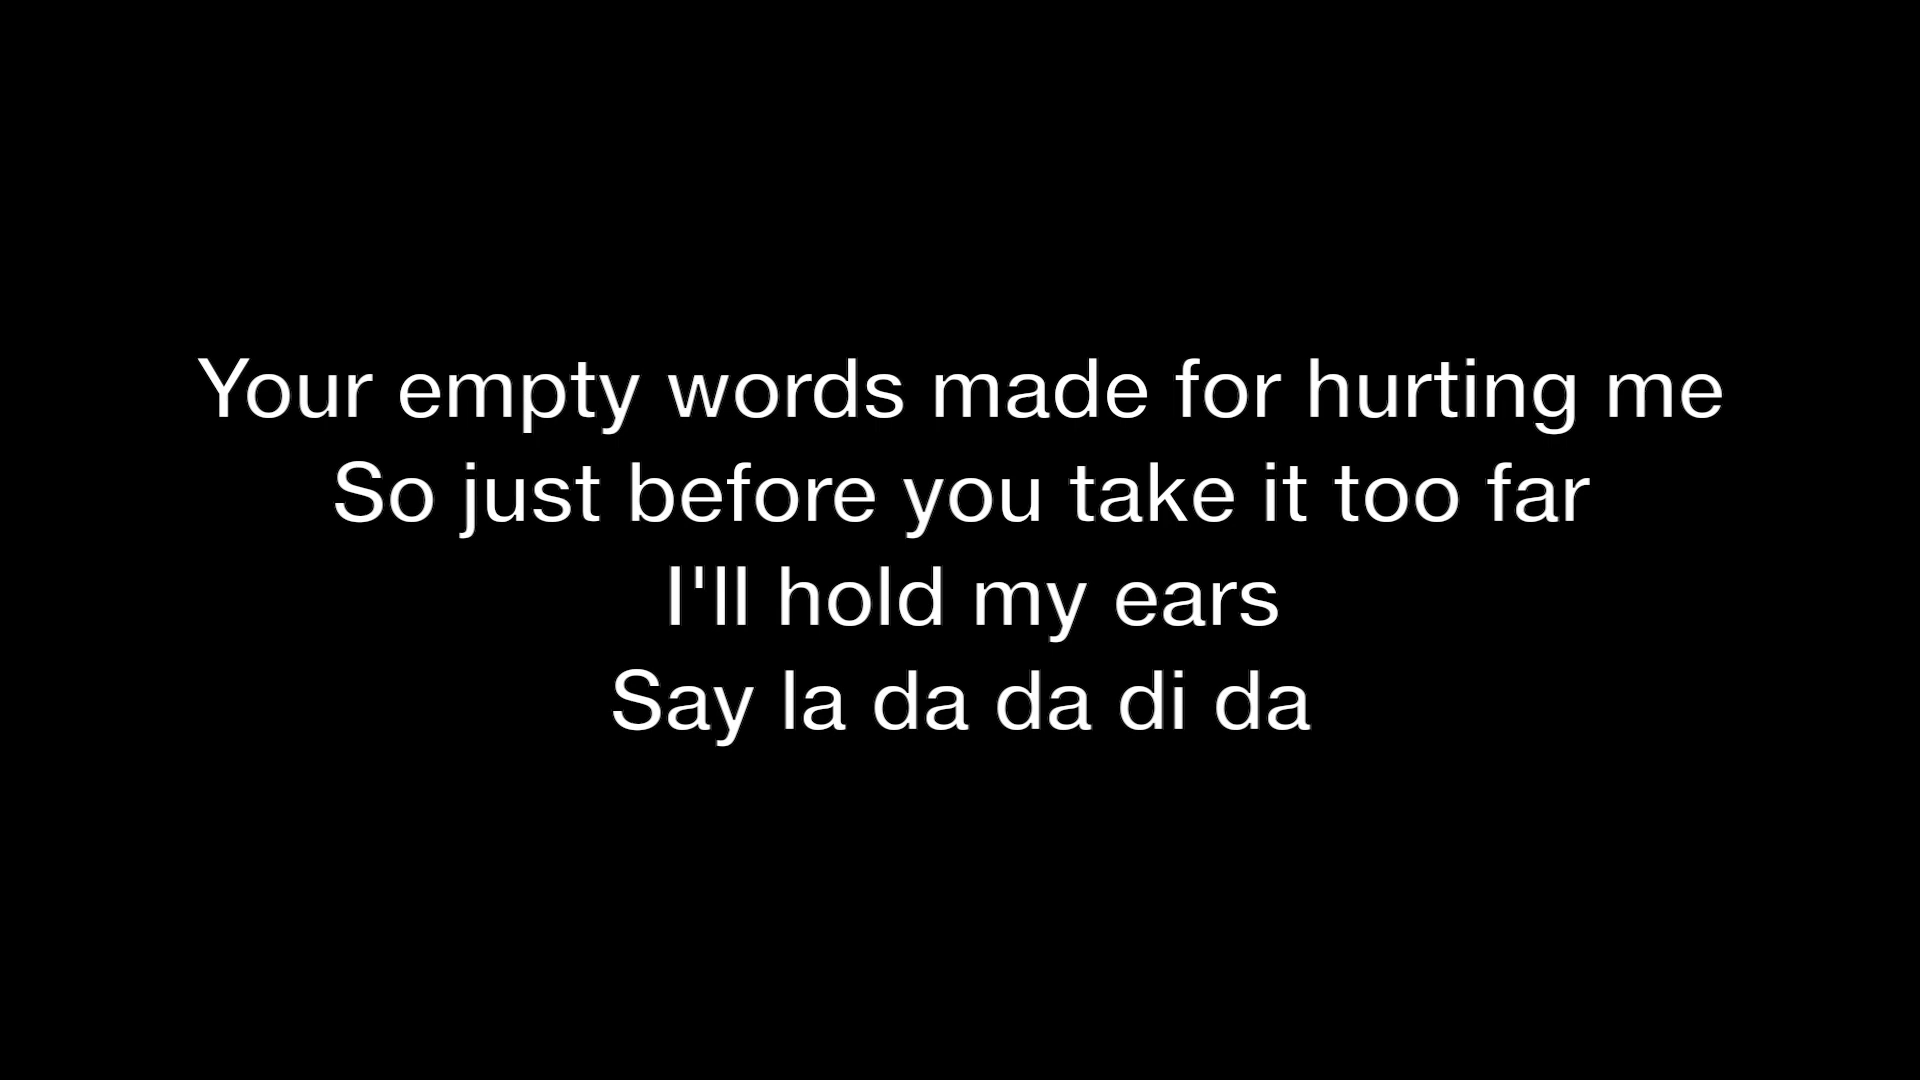 Your empty words made for hurting me
So just before you take it too far
I'll hold my ears
Say la da da di da